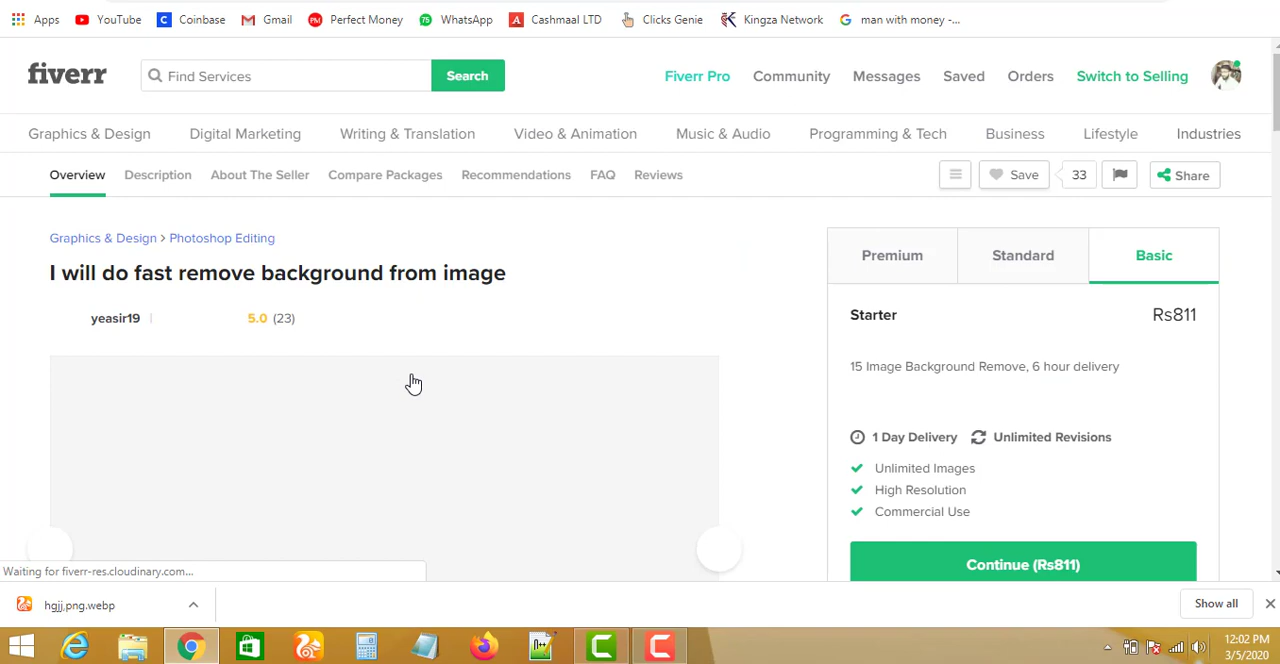 Apps YouTube Coinbase Gmail Perfect Money WhatsApp Cashmaal LTD Clicks Genie Kingza Network man with money -...
fiverr Find Services Search Fiverr Pro Community Messages Saved Orders Switch to Selling
Graphics & Design Digital Marketing Writing & Translation Video & Animation Music & Audio Programming & Tech Business Lifestyle Industries
Overview Description About The Seller Compare Packages Recommendations FAQ Reviews Save 33 Share
Graphics & Design > Photoshop Editing
I will do fast remove background from image
yeasir19 5.0 (23)
Premium Standard Basic
Starter Rs811
15 Image Background Remove, 6 hour delivery
1 Day Delivery Unlimited Revisions
Unlimited Images
High Resolution
Commercial Use
Continue (Rs811)
Waiting for fiverr-res.cloudinary.com...
hgjj,png.webp Show all
12:02 PM
3/5/2020